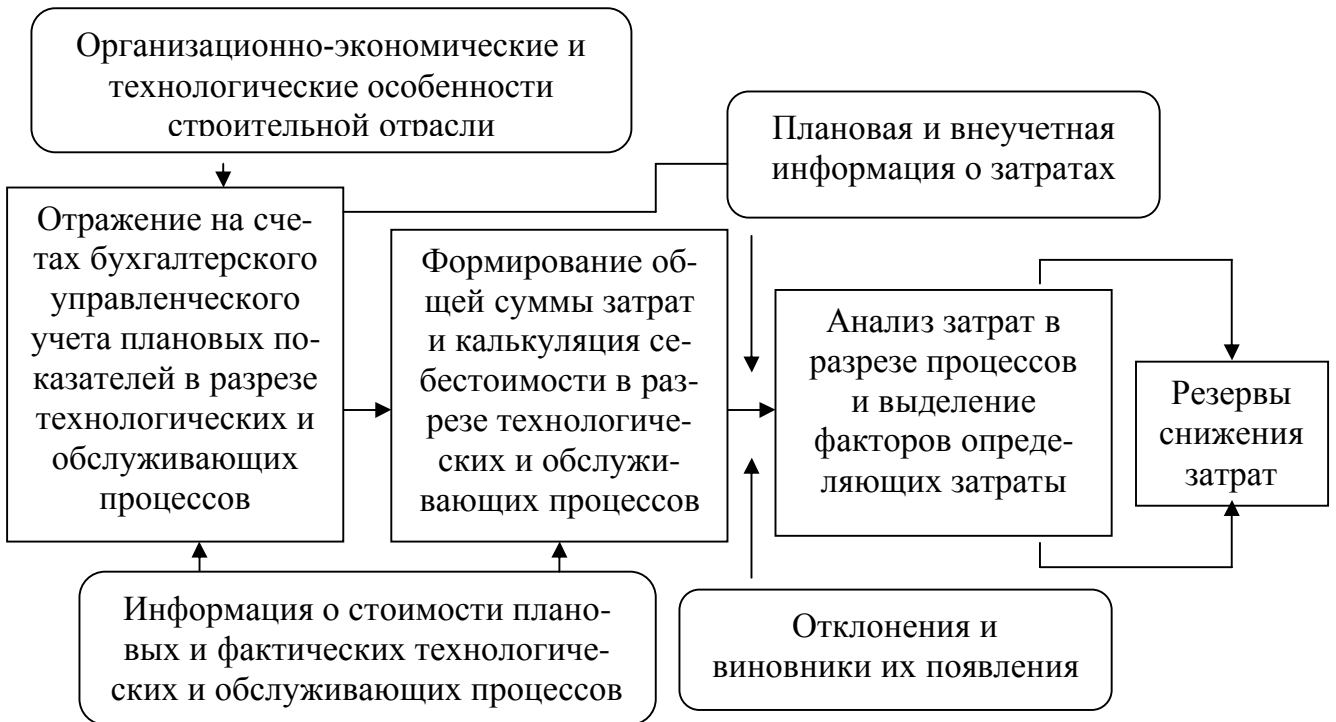 Организационно-экономические и
технологические особенности
строительной отрасли
Плановая и внеучетная
информация о затратах
Отражение на сче-
тах бухгалтерского
управленческого
учета плановых по-
казателей в разрезе
технологических и
обслуживающих
процессов
Формирование об-
щей суммы затрат
и калькуляция се-
бестоимости в раз-
резе технологиче-
ских и обслужи-
вающих процессов
Анализ затрат в
разрезе процессов
и выделение
факторов опреде-
ляющих затраты
Резервы
снижения
затрат
Информация о стоимости плано-
вых и фактических технологиче-
ских и обслуживающих процессов
Отклонения и
виновники их появления